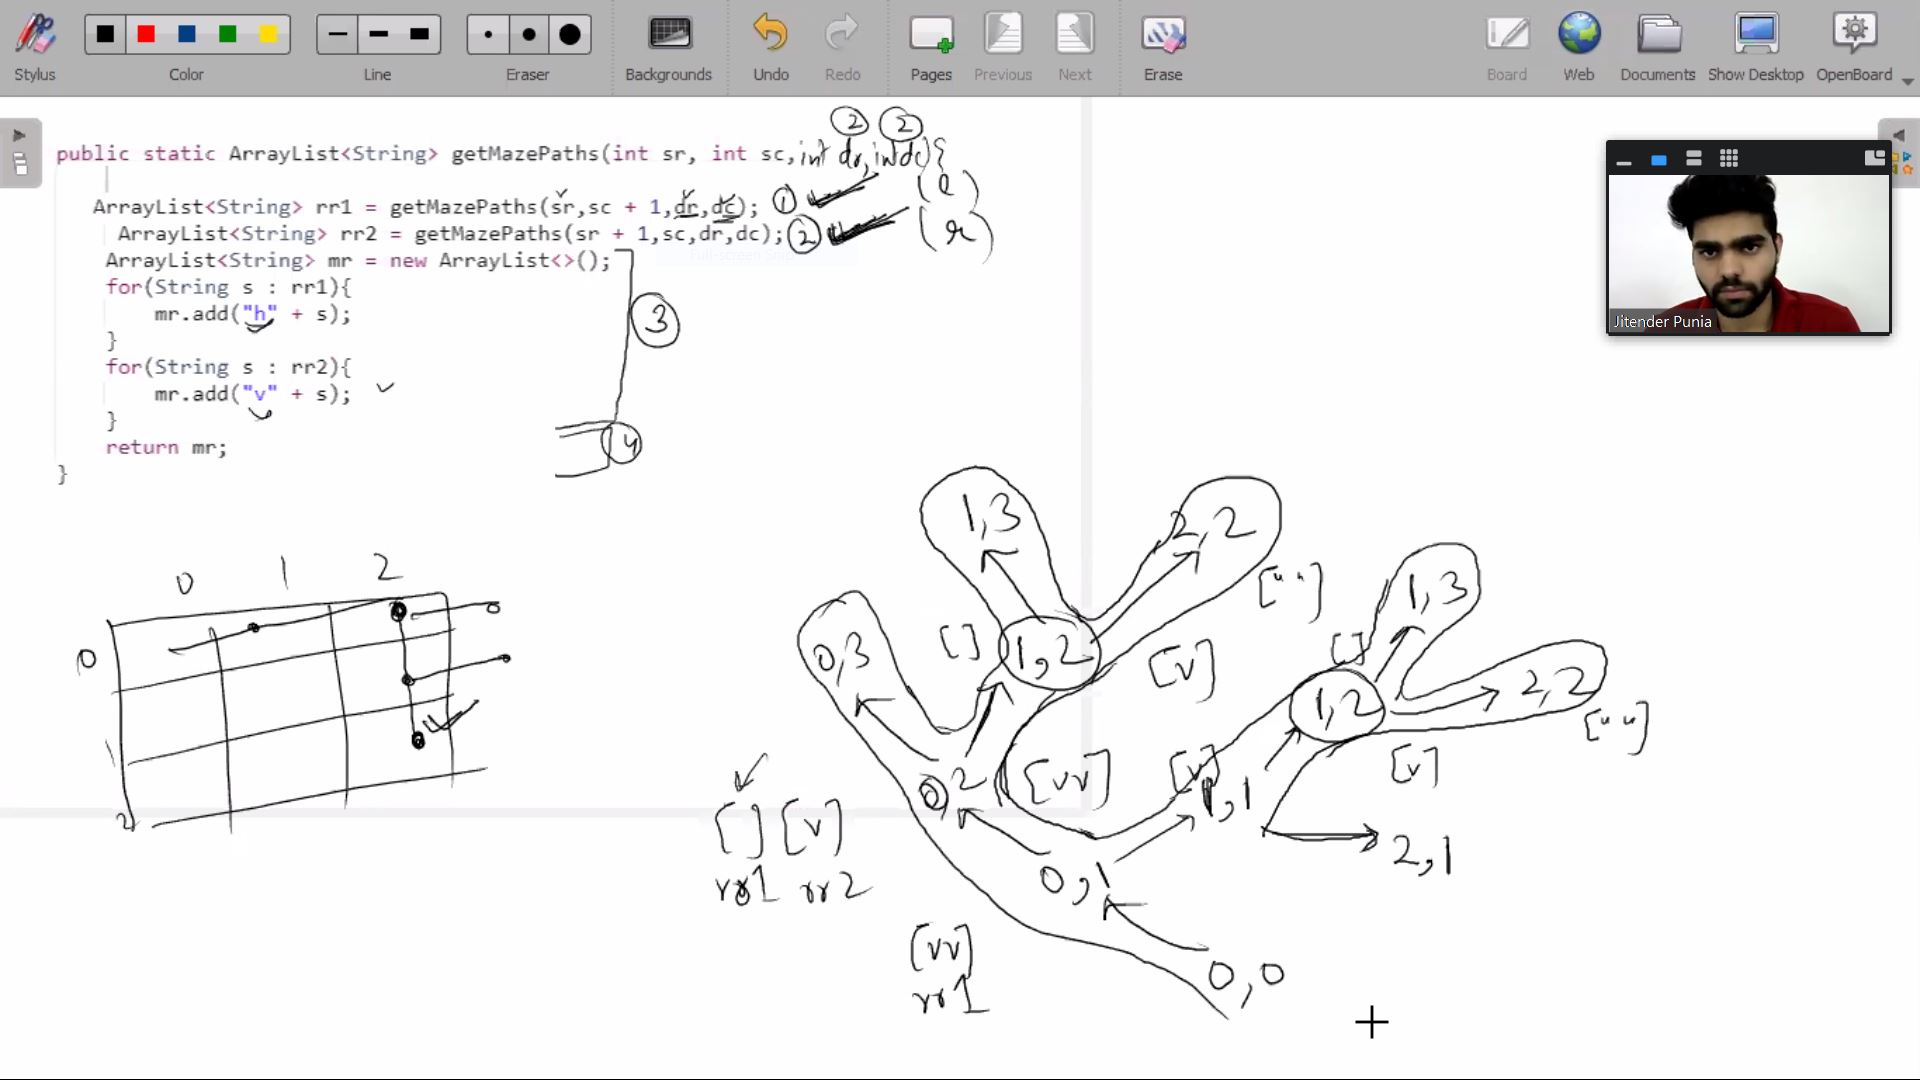 Stylus
Color
Line
Eraser
Backgrounds
Undo
Redo
Pages
Previous
Next
Erase
Board
Web
Documents
Show Desktop
OpenBoard
2 2
public static ArrayList<String> getMazePaths(int sr, int sc, int dr, int dc){
ArrayList<String> rr1 = getMazePaths(sr,sc + 1,dr,dc); 1 (l)
ArrayList<String> rr2 = getMazePaths(sr + 1,sc,dr,dc); 2 (r)
ArrayList<String> mr = new ArrayList<>();
for(String s : rr1){
mr.add("h" + s); 3
}
for(String s : rr2){
mr.add("v" + s);
}
return mr; 4
}
Jitender Punia
0 1 2
0
1
2
1,3
2,2
[" "]
1,3
0,3
[]
1,2
[v]
[]
1,2
2,2
[" "]
0,2
[vv]
[v]
1,1
[v]
[] [v]
rr1 rr2
0,1
2,1
[vv]
rr1
0,0